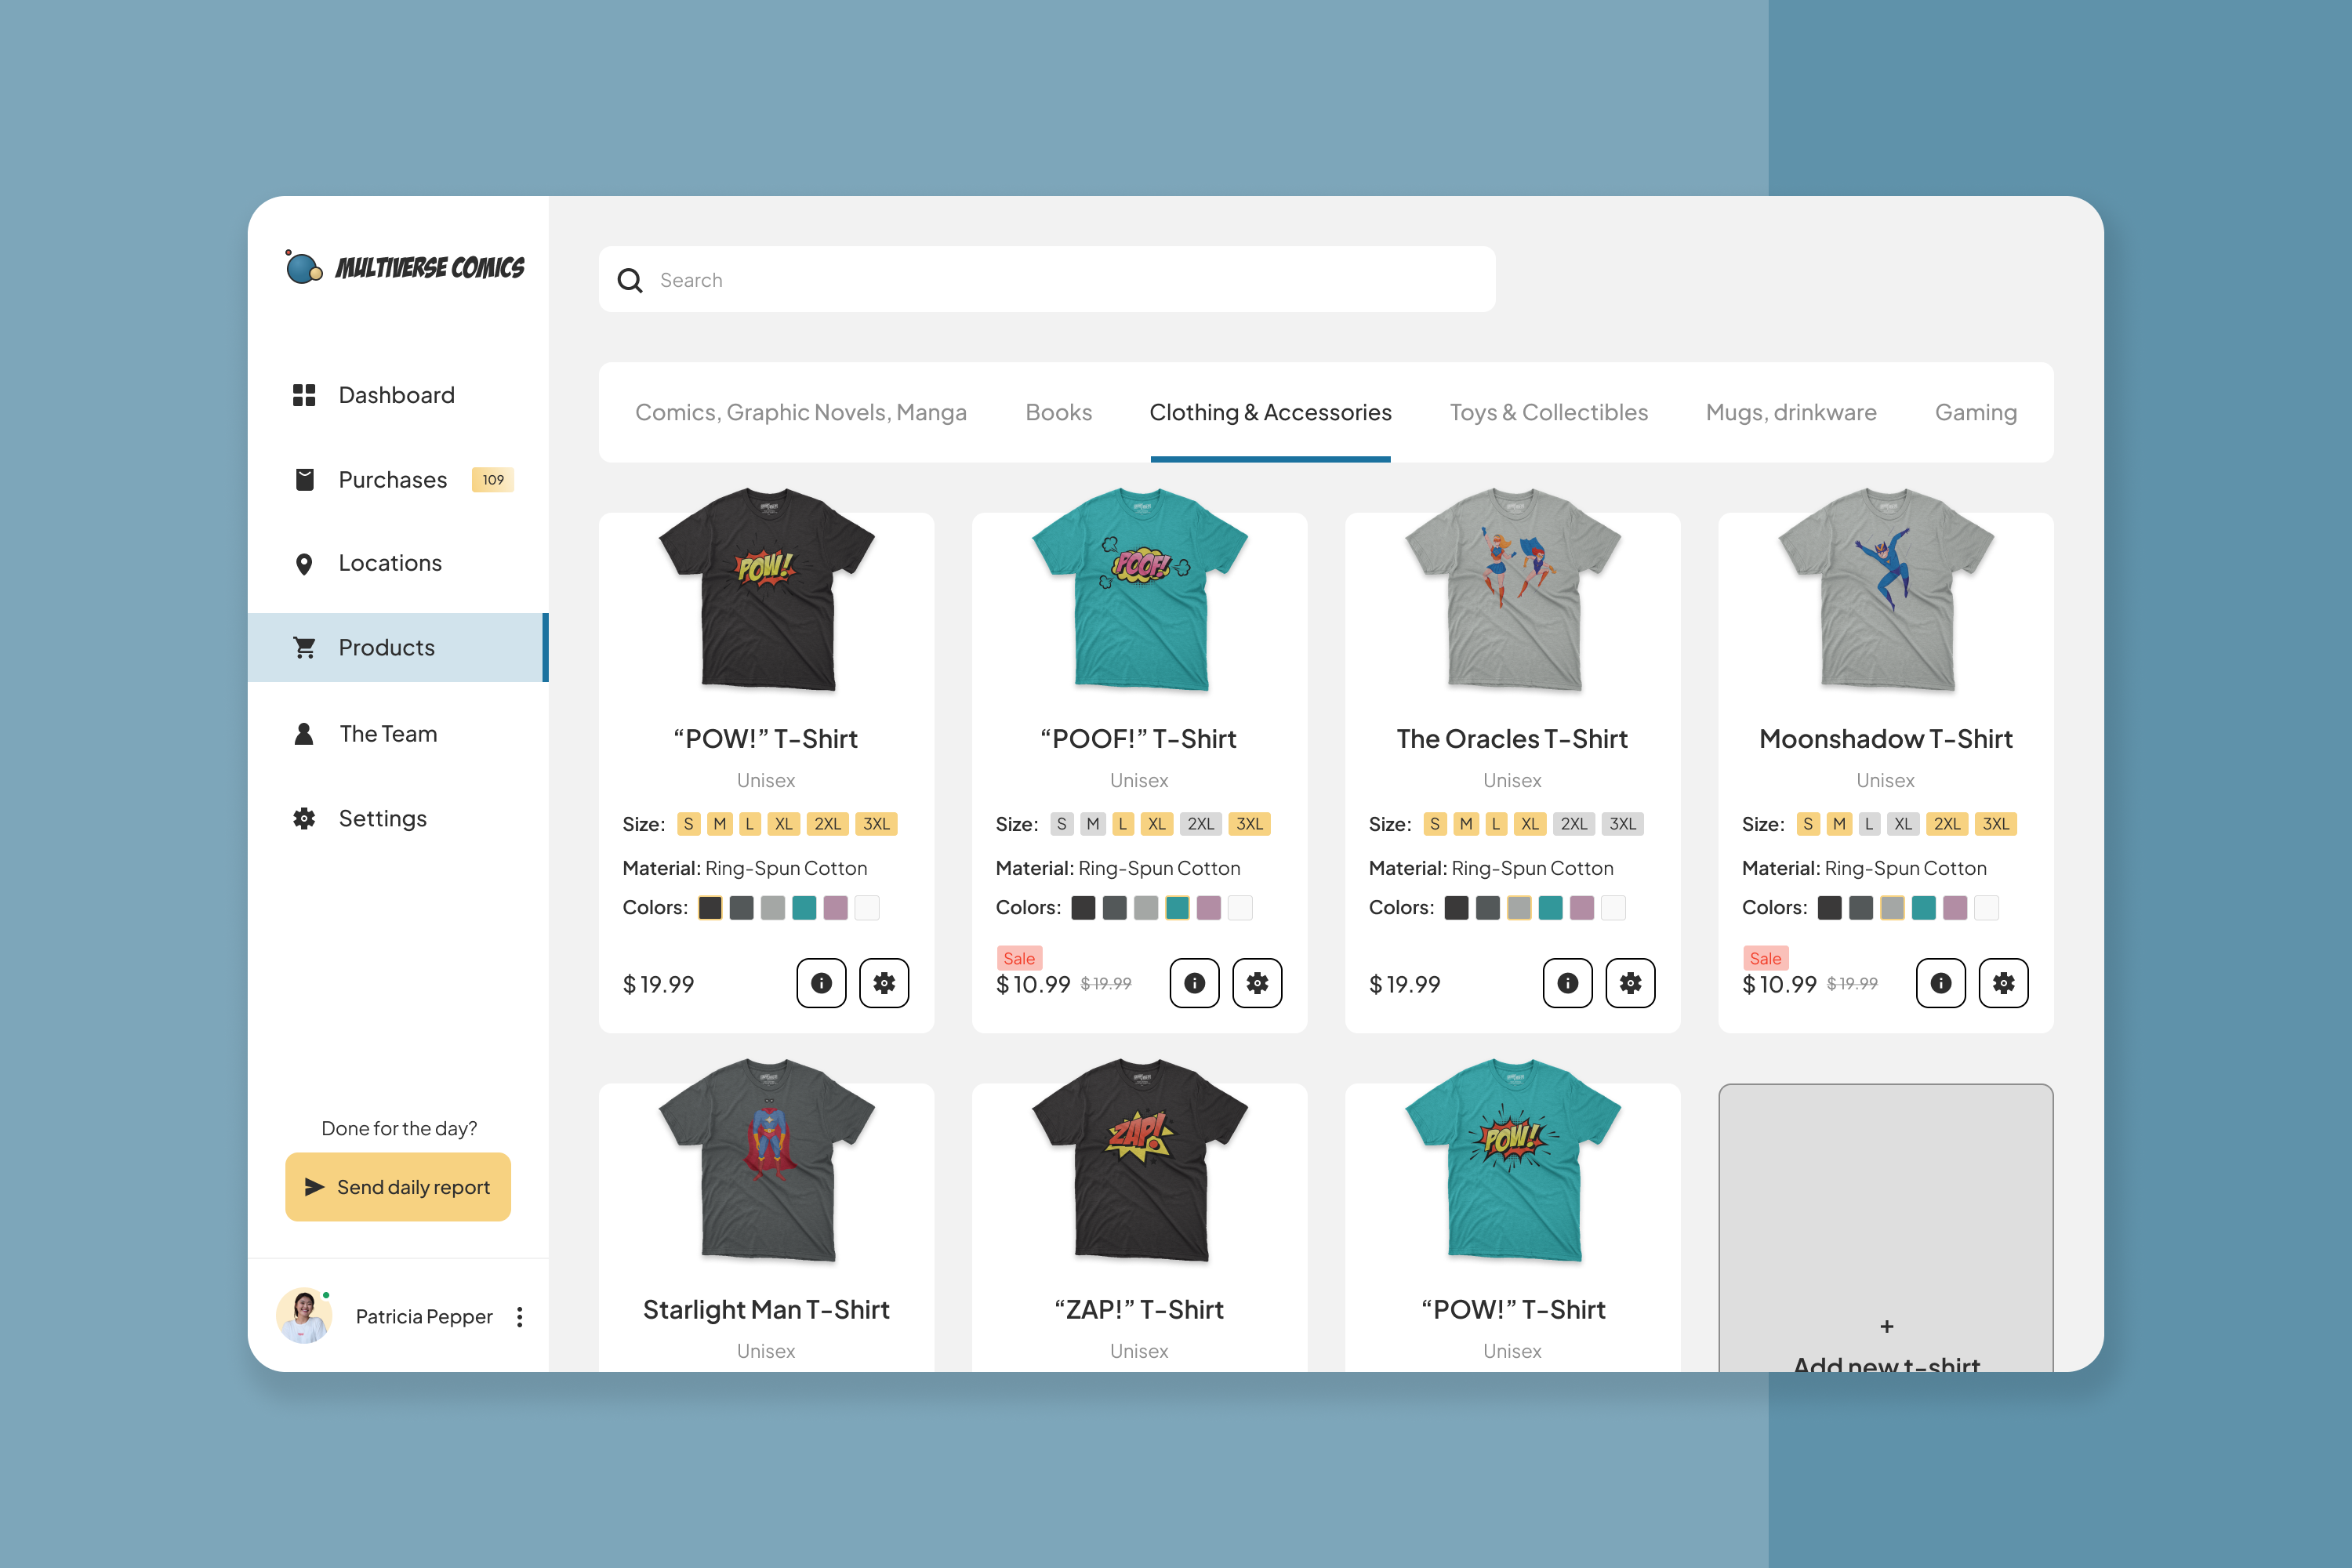 MULTIVERSE COMICS
Dashboard
Purchases 109
Locations
Products
The Team
Settings
Done for the day?
Send daily report
Patricia Pepper
Search
Comics, Graphic Novels, Manga Books Clothing & Accessories Toys & Collectibles Mugs, drinkware Gaming
POW!
“POW!” T-Shirt
Unisex
Size: S M L XL 2XL 3XL
Material: Ring-Spun Cotton
Colors:
$ 19.99
POOF!
“POOF!” T-Shirt
Unisex
Size: S M L XL 2XL 3XL
Material: Ring-Spun Cotton
Colors:
Sale
$ 10.99 $ 19.99
The Oracles T-Shirt
Unisex
Size: S M L XL 2XL 3XL
Material: Ring-Spun Cotton
Colors:
$ 19.99
Moonshadow T-Shirt
Unisex
Size: S M L XL 2XL 3XL
Material: Ring-Spun Cotton
Colors:
Sale
$ 10.99 $ 19.99
Starlight Man T-Shirt
Unisex
ZAP!
“ZAP!” T-Shirt
Unisex
POW!
“POW!” T-Shirt
Unisex
+
Add new t-shirt